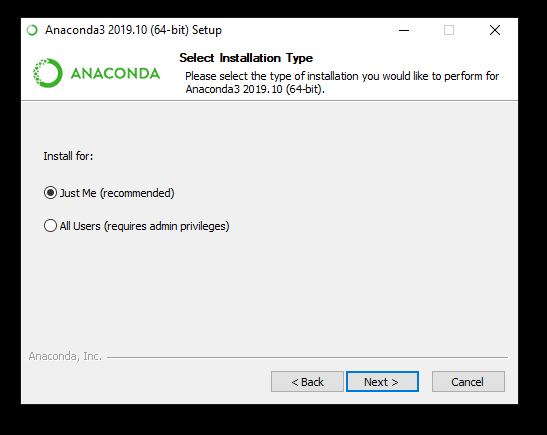 Anaconda3 2019.10 (64-bit) Setup
ANACONDA
Select Installation Type
Please select the type of installation you would like to perform for
Anaconda3 2019.10 (64-bit).
Install for:
Just Me (recommended)
All Users (requires admin privileges)
Anaconda, Inc.
< Back Next > Cancel